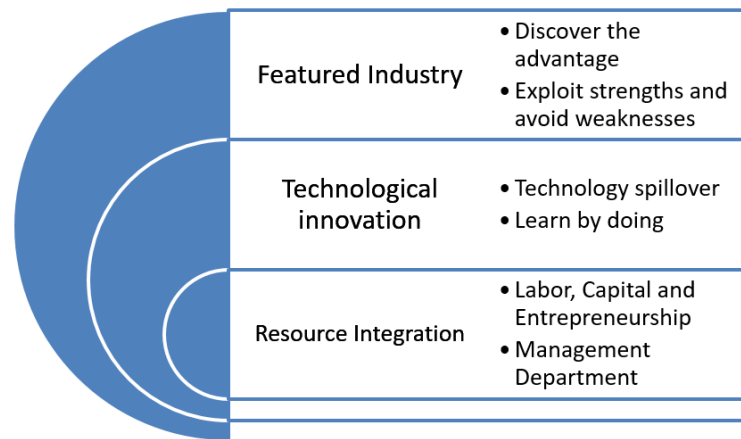 Featured Industry
• Discover the
advantage
• Exploit strengths and
avoid weaknesses
Technological
innovation
• Technology spillover
• Learn by doing
Resource Integration
• Labor, Capital and
Entrepreneurship
• Management
Department